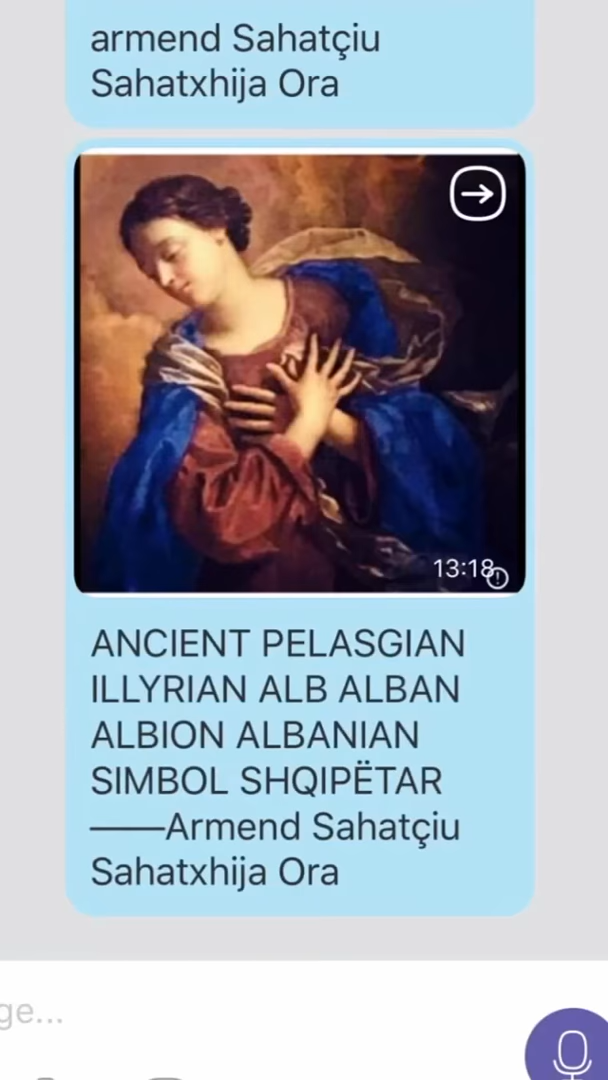 armend Sahatçiu
Sahatxhija Ora
13:18
ANCIENT PELASGIAN
ILLYRIAN ALB ALBAN
ALBION ALBANIAN
SIMBOL SHQIPËTAR
——Armend Sahatçiu
Sahatxhija Ora
ge...